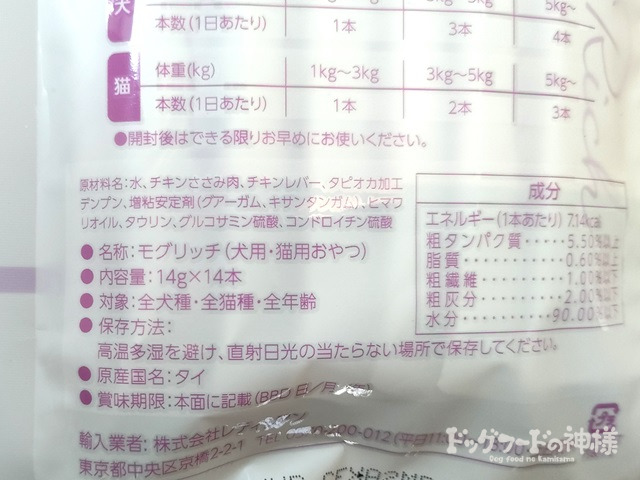 犬
5kg～
本数(1日あたり) 1本 3本 4本
猫
体重(kg) 1kg～3kg 3kg～5kg 5kg～
本数(1日あたり) 1本 2本 3本
●開封後はできる限りお早めにお使いください。
原材料名：水、チキンささみ肉、チキンレバー、タピオカ加工
デンプン、増粘安定剤(グアーガム、キサンタンガム)、ヒマワ
リオイル、タウリン、グルコサミン硫酸、コンドロイチン硫酸
●名称：モグリッチ(犬用・猫用おやつ)
●内容量：14g×14本
●対象：全犬種・全猫種・全年齢
●保存方法：
高温多湿を避け、直射日光の当たらない場所で保存してください。
●原産国名：タイ
●賞味期限：本面に記載(BBD 日/月
輸入業者：株式会社レ
東京都中央区京橋2-2-1 TEL
00-012
成分
エネルギー(1本あたり) 7.14kcal
粗タンパク質・・・・・5.50%以上
脂質・・・・・・・・・0.60%以上
粗繊維・・・・・・・・1.00%以下
粗灰分・・・・・・・・2.00%以下
水分・・・・・・・・・90.00%以下
ドッグフードの神様
Dog food no Kamisama